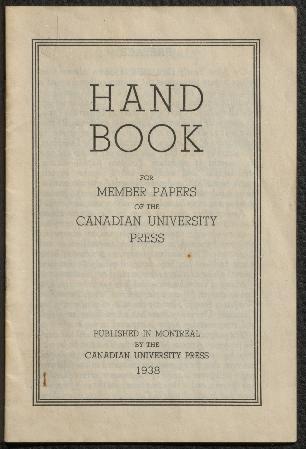 HAND
BOOK
FOR
MEMBER PAPERS
OF THE
CANADIAN UNIVERSITY
PRESS
PUBLISHED IN MONTREAL
BY THE
CANADIAN UNIVERSITY PRESS
1938